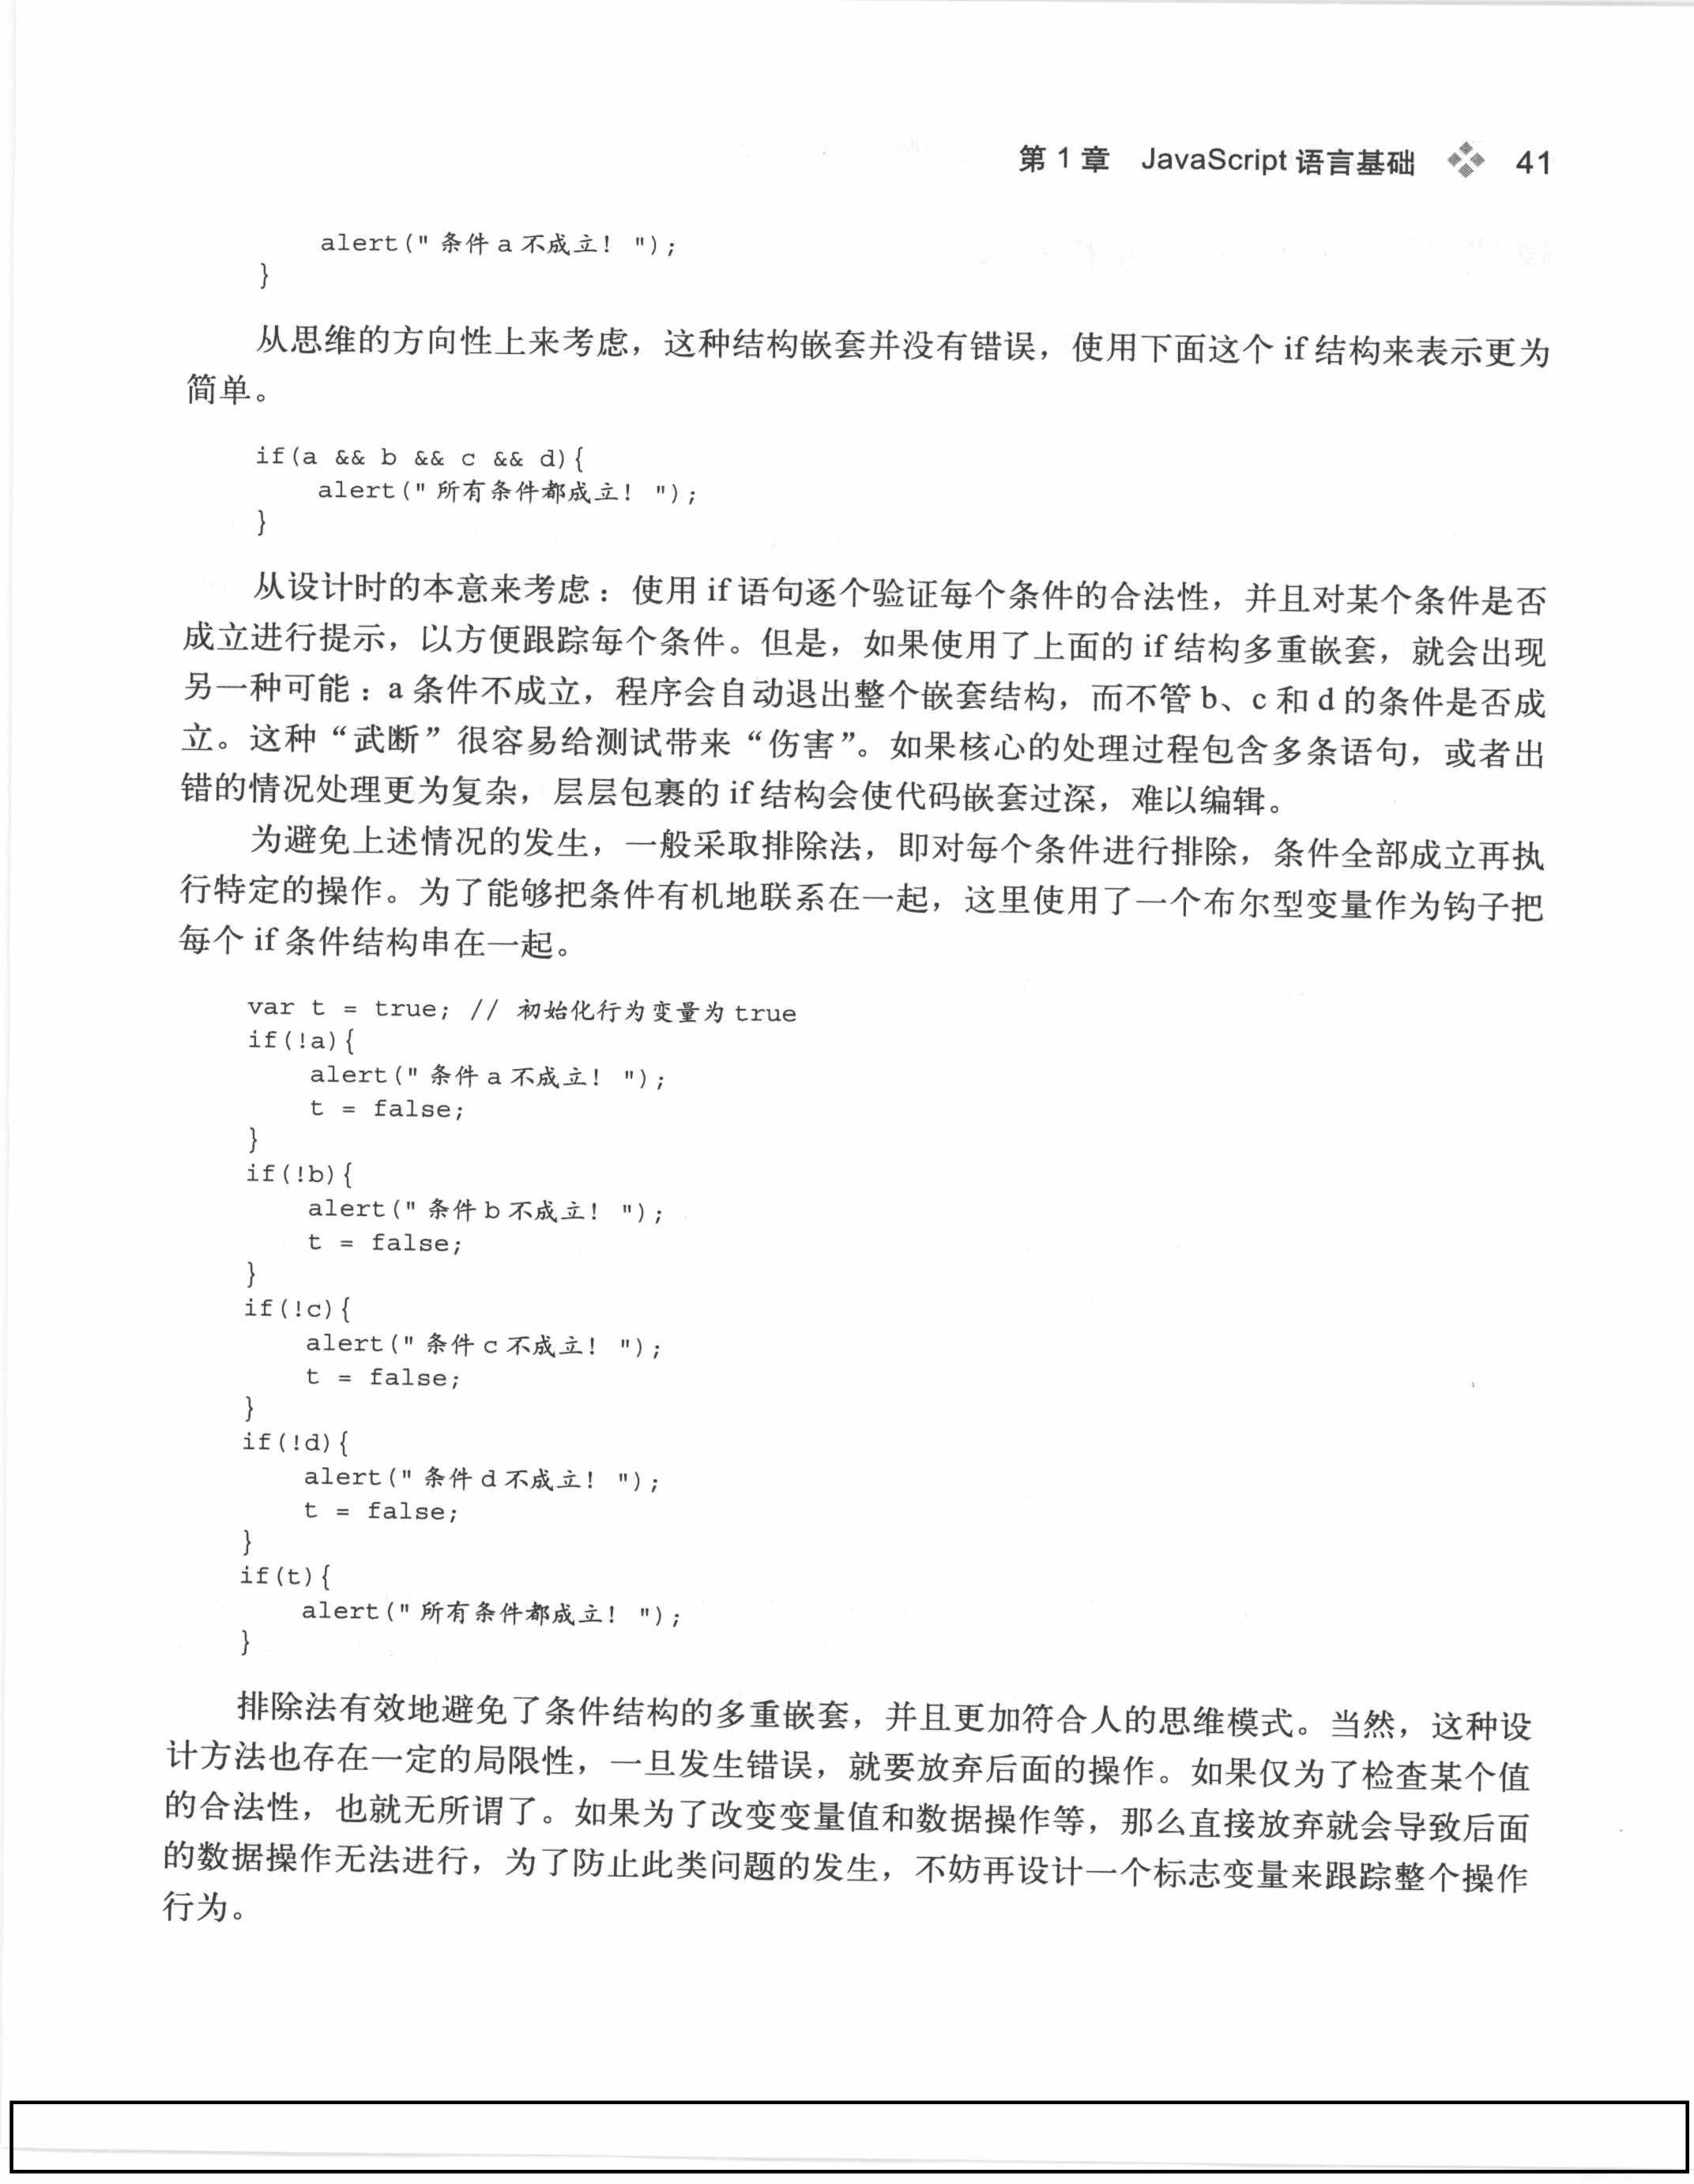 第 1 章 JavaScript 语言基础 41
alert(" 条件 a 不成立! ");
}
从思维的方向性上来考虑，这种结构嵌套并没有错误，使用下面这个 if 结构来表示更为
简单。
if(a && b && c && d){
alert(" 所有条件都成立! ");
}
从设计时的本意来考虑：使用 if 语句逐个验证每个条件的合法性，并且对某个条件是否
成立进行提示，以方便跟踪每个条件。但是，如果使用了上面的 if 结构多重嵌套，就会出现
另一种可能：a 条件不成立，程序会自动退出整个嵌套结构，而不管 b、c 和 d 的条件是否成
立。这种“武断”很容易给测试带来“伤害”。如果核心的处理过程包含多条语句，或者出
错的情况处理更为复杂，层层包裹的 if 结构会使代码嵌套过深，难以编辑。
为避免上述情况的发生，一般采取排除法，即对每个条件进行排除，条件全部成立再执
行特定的操作。为了能够把条件有机地联系在一起，这里使用了一个布尔型变量作为钩子把
每个 if 条件结构串在一起。
var t = true; // 初始化行为变量为 true
if(!a){
alert(" 条件 a 不成立! ");
t = false;
}
if(!b){
alert(" 条件 b 不成立! ");
t = false;
}
if(!c){
alert(" 条件 c 不成立! ");
t = false;
}
if(!d){
alert(" 条件 d 不成立! ");
t = false;
}
if(t){
alert(" 所有条件都成立! ");
}
排除法有效地避免了条件结构的多重嵌套，并且更加符合人的思维模式。当然，这种设
计方法也存在一定的局限性，一旦发生错误，就要放弃后面的操作。如果仅为了检查某个值
的合法性，也就无所谓了。如果为了改变变量值和数据操作等，那么直接放弃就会导致后面
的数据操作无法进行，为了防止此类问题的发生，不妨再设计一个标志变量来跟踪整个操作
行为。